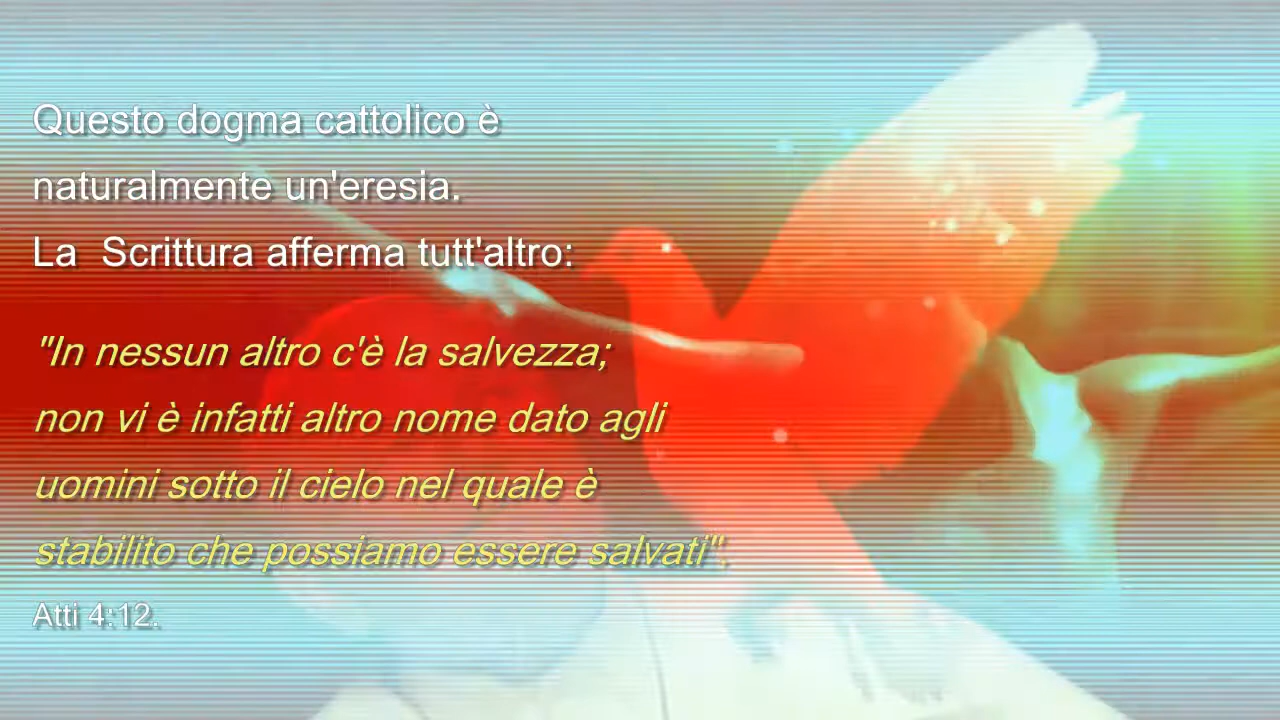 Questo dogma cattolico è
naturalmente un'eresia.
La  Scrittura afferma tutt'altro:
"In nessun altro c'è la salvezza;
non vi è infatti altro nome dato agli
uomini sotto il cielo nel quale è
stabilito che possiamo essere salvati".
Atti 4:12.